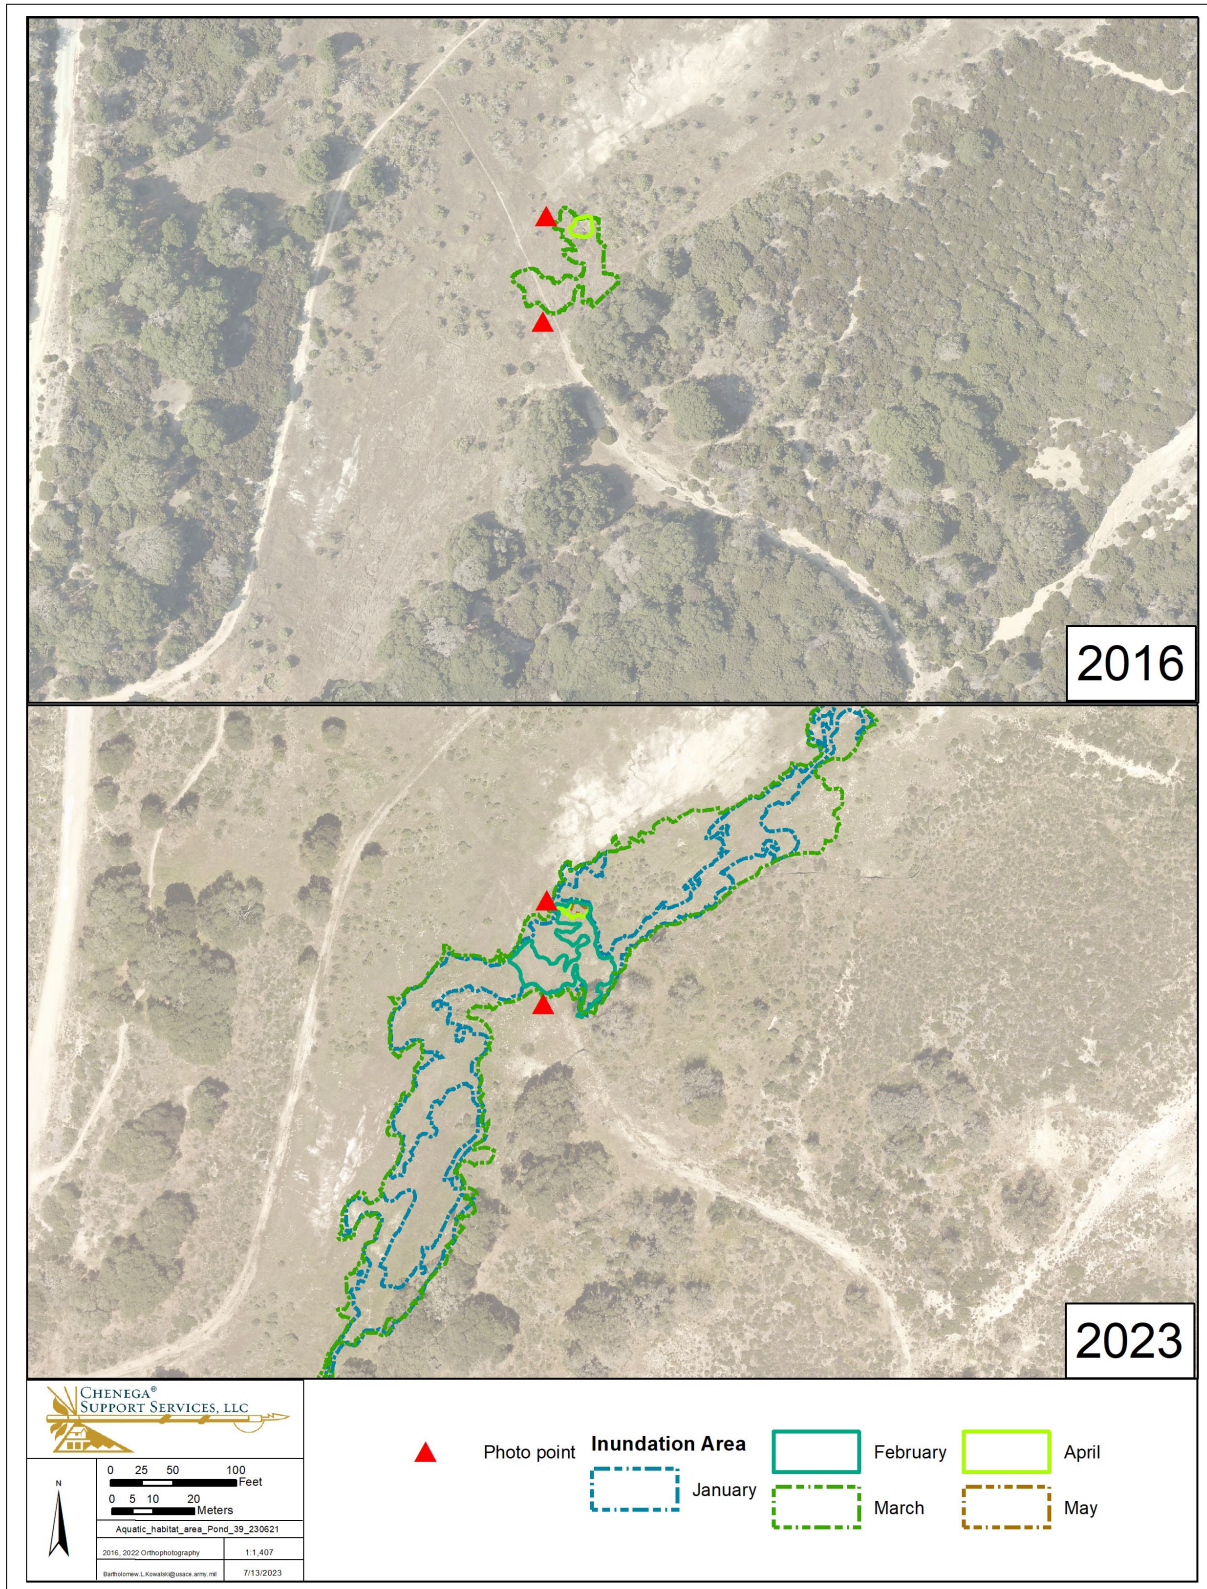 2016
2023
CHENEGA®
SUPPORT SERVICES, LLC
N
0 25 50 100
Feet
0 5 10 20
Meters
Aquatic_habitat_area_Pond_39_230621
2016, 2022 Orthophotography
1:1,407
Bartholomew.L.Kowalski@usace.army.mil
7/13/2023
Photo point
Inundation Area
January
February
March
April
May